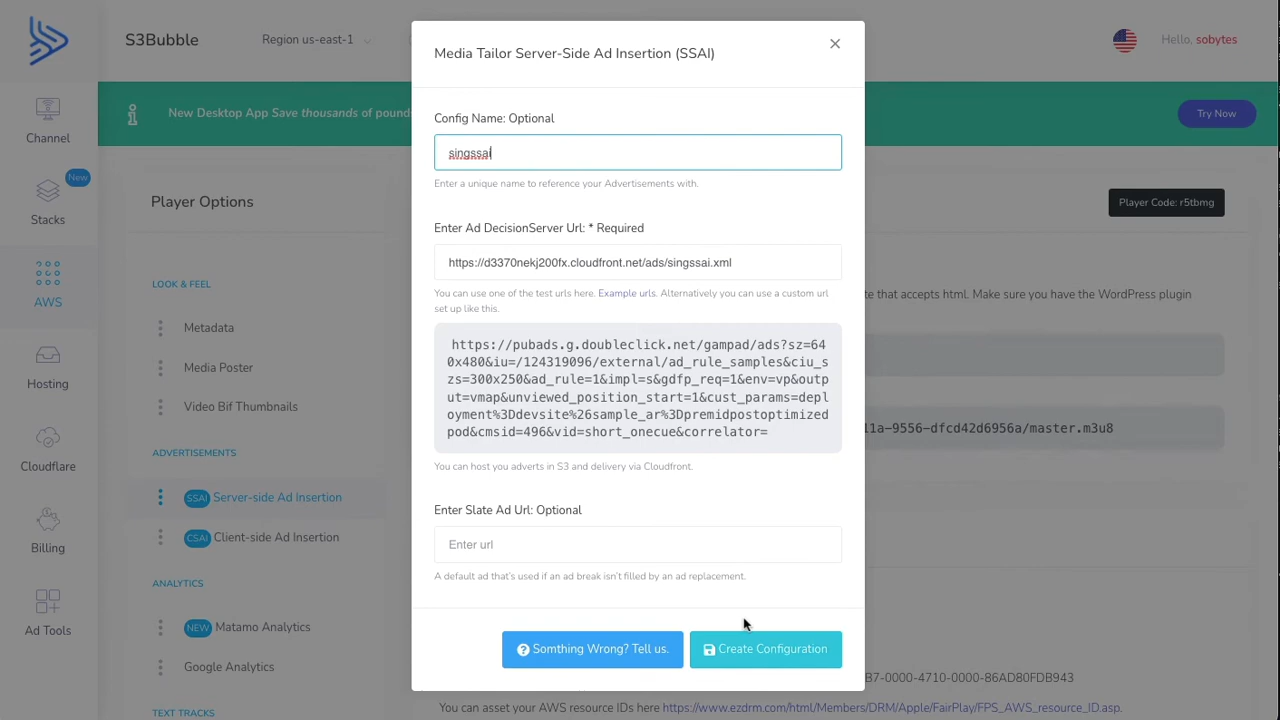 S3Bubble
Region us-east-1
Hello, sobytes
New Desktop App Save thousands of pound
Try Now
Channel
New
Stacks
AWS
Hosting
Cloudflare
Billing
Ad Tools
Player Options
LOOK & FEEL
Metadata
Media Poster
Video Bif Thumbnails
ADVERTISEMENTS
SSAI Server-side Ad Insertion
CSAI Client-side Ad Insertion
ANALYTICS
NEW Matamo Analytics
Google Analytics
TEXT TRACKS
Media Tailor Server-Side Ad Insertion (SSAI)
×
Config Name: Optional
singssai
Enter a unique name to reference your Advertisements with.
Enter Ad DecisionServer Url: * Required
https://d3370nekj200fx.cloudfront.net/ads/singssai.xml
You can use one of the test urls here. Example urls. Alternatively you can use a custom url
set up like this.
https://pubads.g.doubleclick.net/gampad/ads?sz=64
0x480&iu=/124319096/external/ad_rule_samples&ciu_s
zs=300x250&ad_rule=1&impl=s&gdfp_req=1&env=vp&outp
ut=vmap&unviewed_position_start=1&cust_params=depl
oyment%3Ddevsite%26sample_ar%3Dpremidpostoptimized
pod&cmsid=496&vid=short_onecue&correlator=
You can host you adverts in S3 and delivery via Cloudfront.
Enter Slate Ad Url: Optional
Enter url
A default ad that's used if an ad break isn't filled by an ad replacement.
Somthing Wrong? Tell us.
Create Configuration
Player Code: r5tbmg
te that accepts html. Make sure you have the WordPress plugin
11a-9556-dfcd42d6956a/master.m3u8
B7-0000-4710-0000-86AD80FDB943
You can asset your AWS resource IDs here https://www.ezdrm.com/html/Members/DRM/Apple/FairPlay/FPS_AWS_resource_ID.asp.